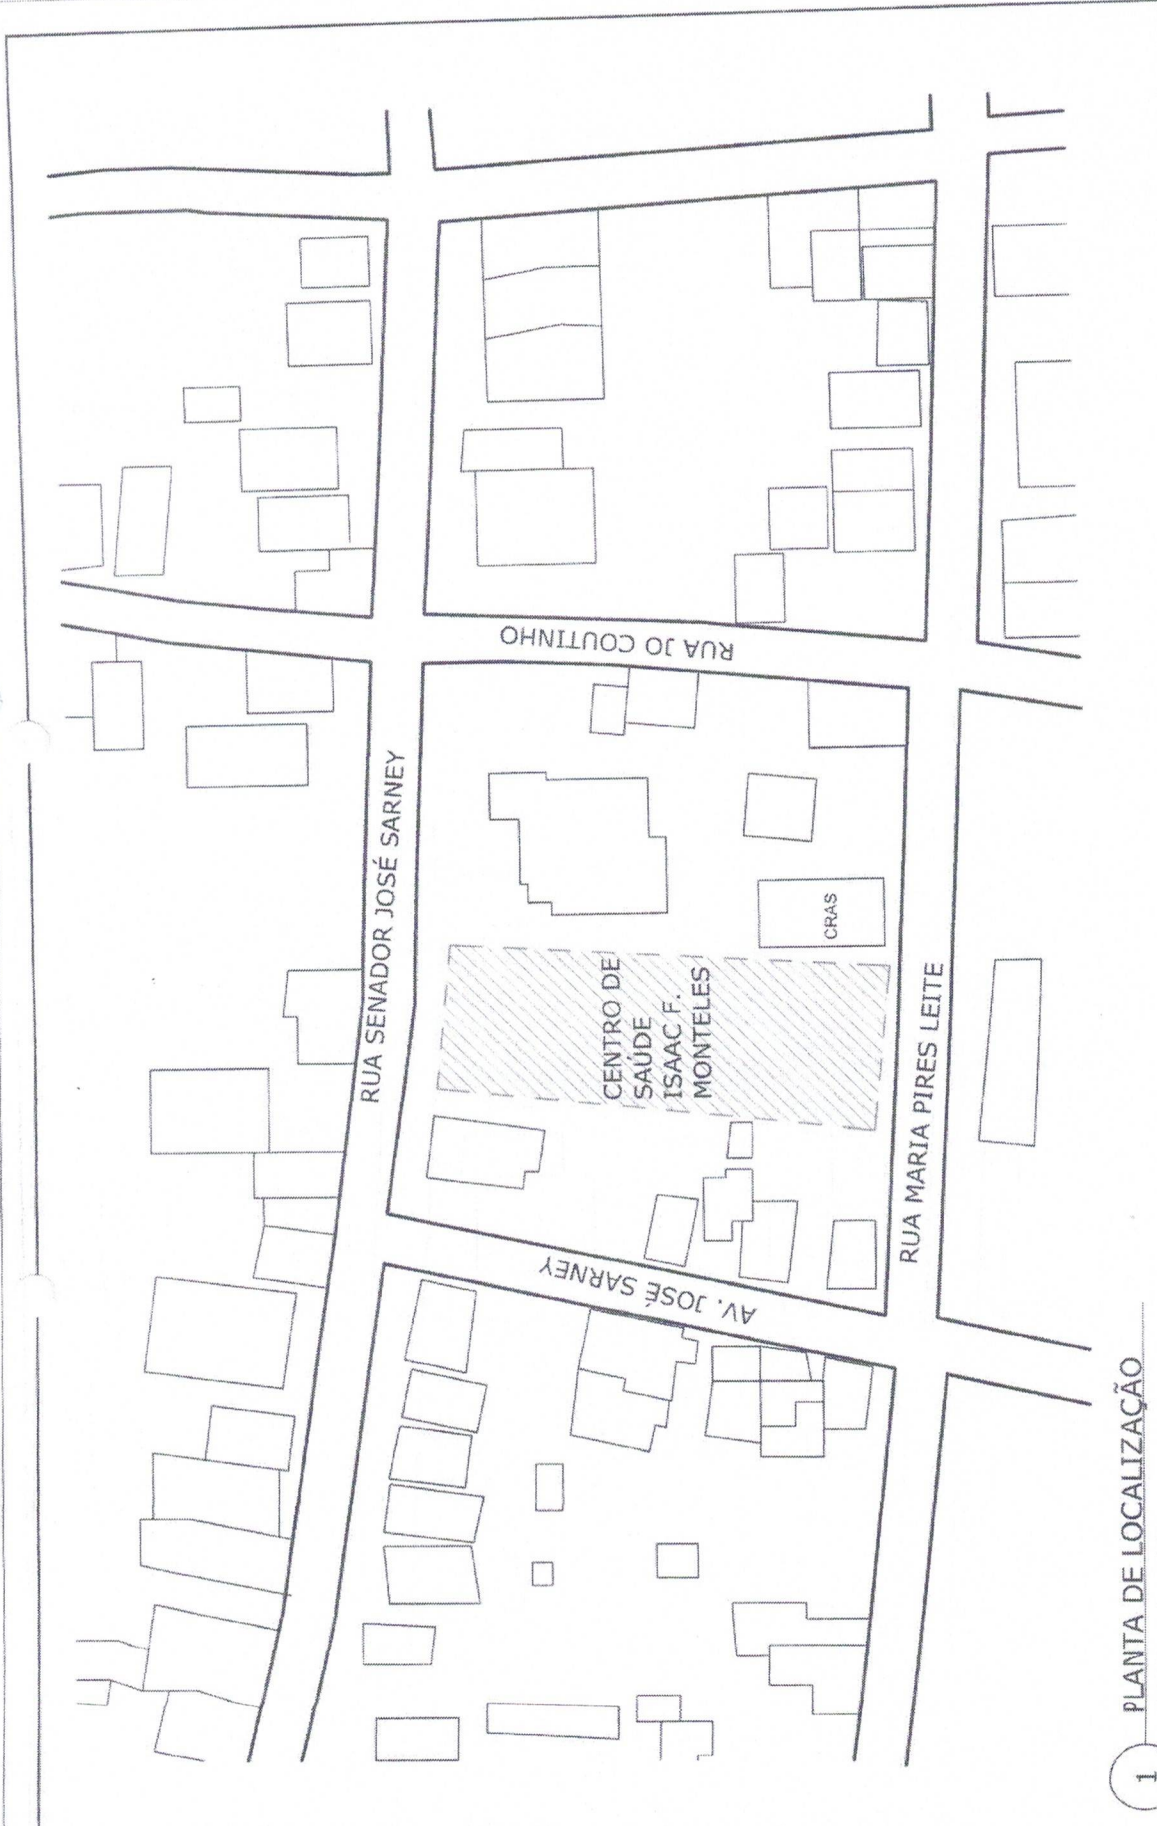 RUA JO COUTINHO
RUA SENADOR JOSÉ SARNEY
CRAS
CENTRO DE
SAÚDE
ISAAC F.
MONTELES
RUA MARIA PIRES LEITE
AV. JOSÉ SARNEY
1
PLANTA DE LOCALIZAÇÃO